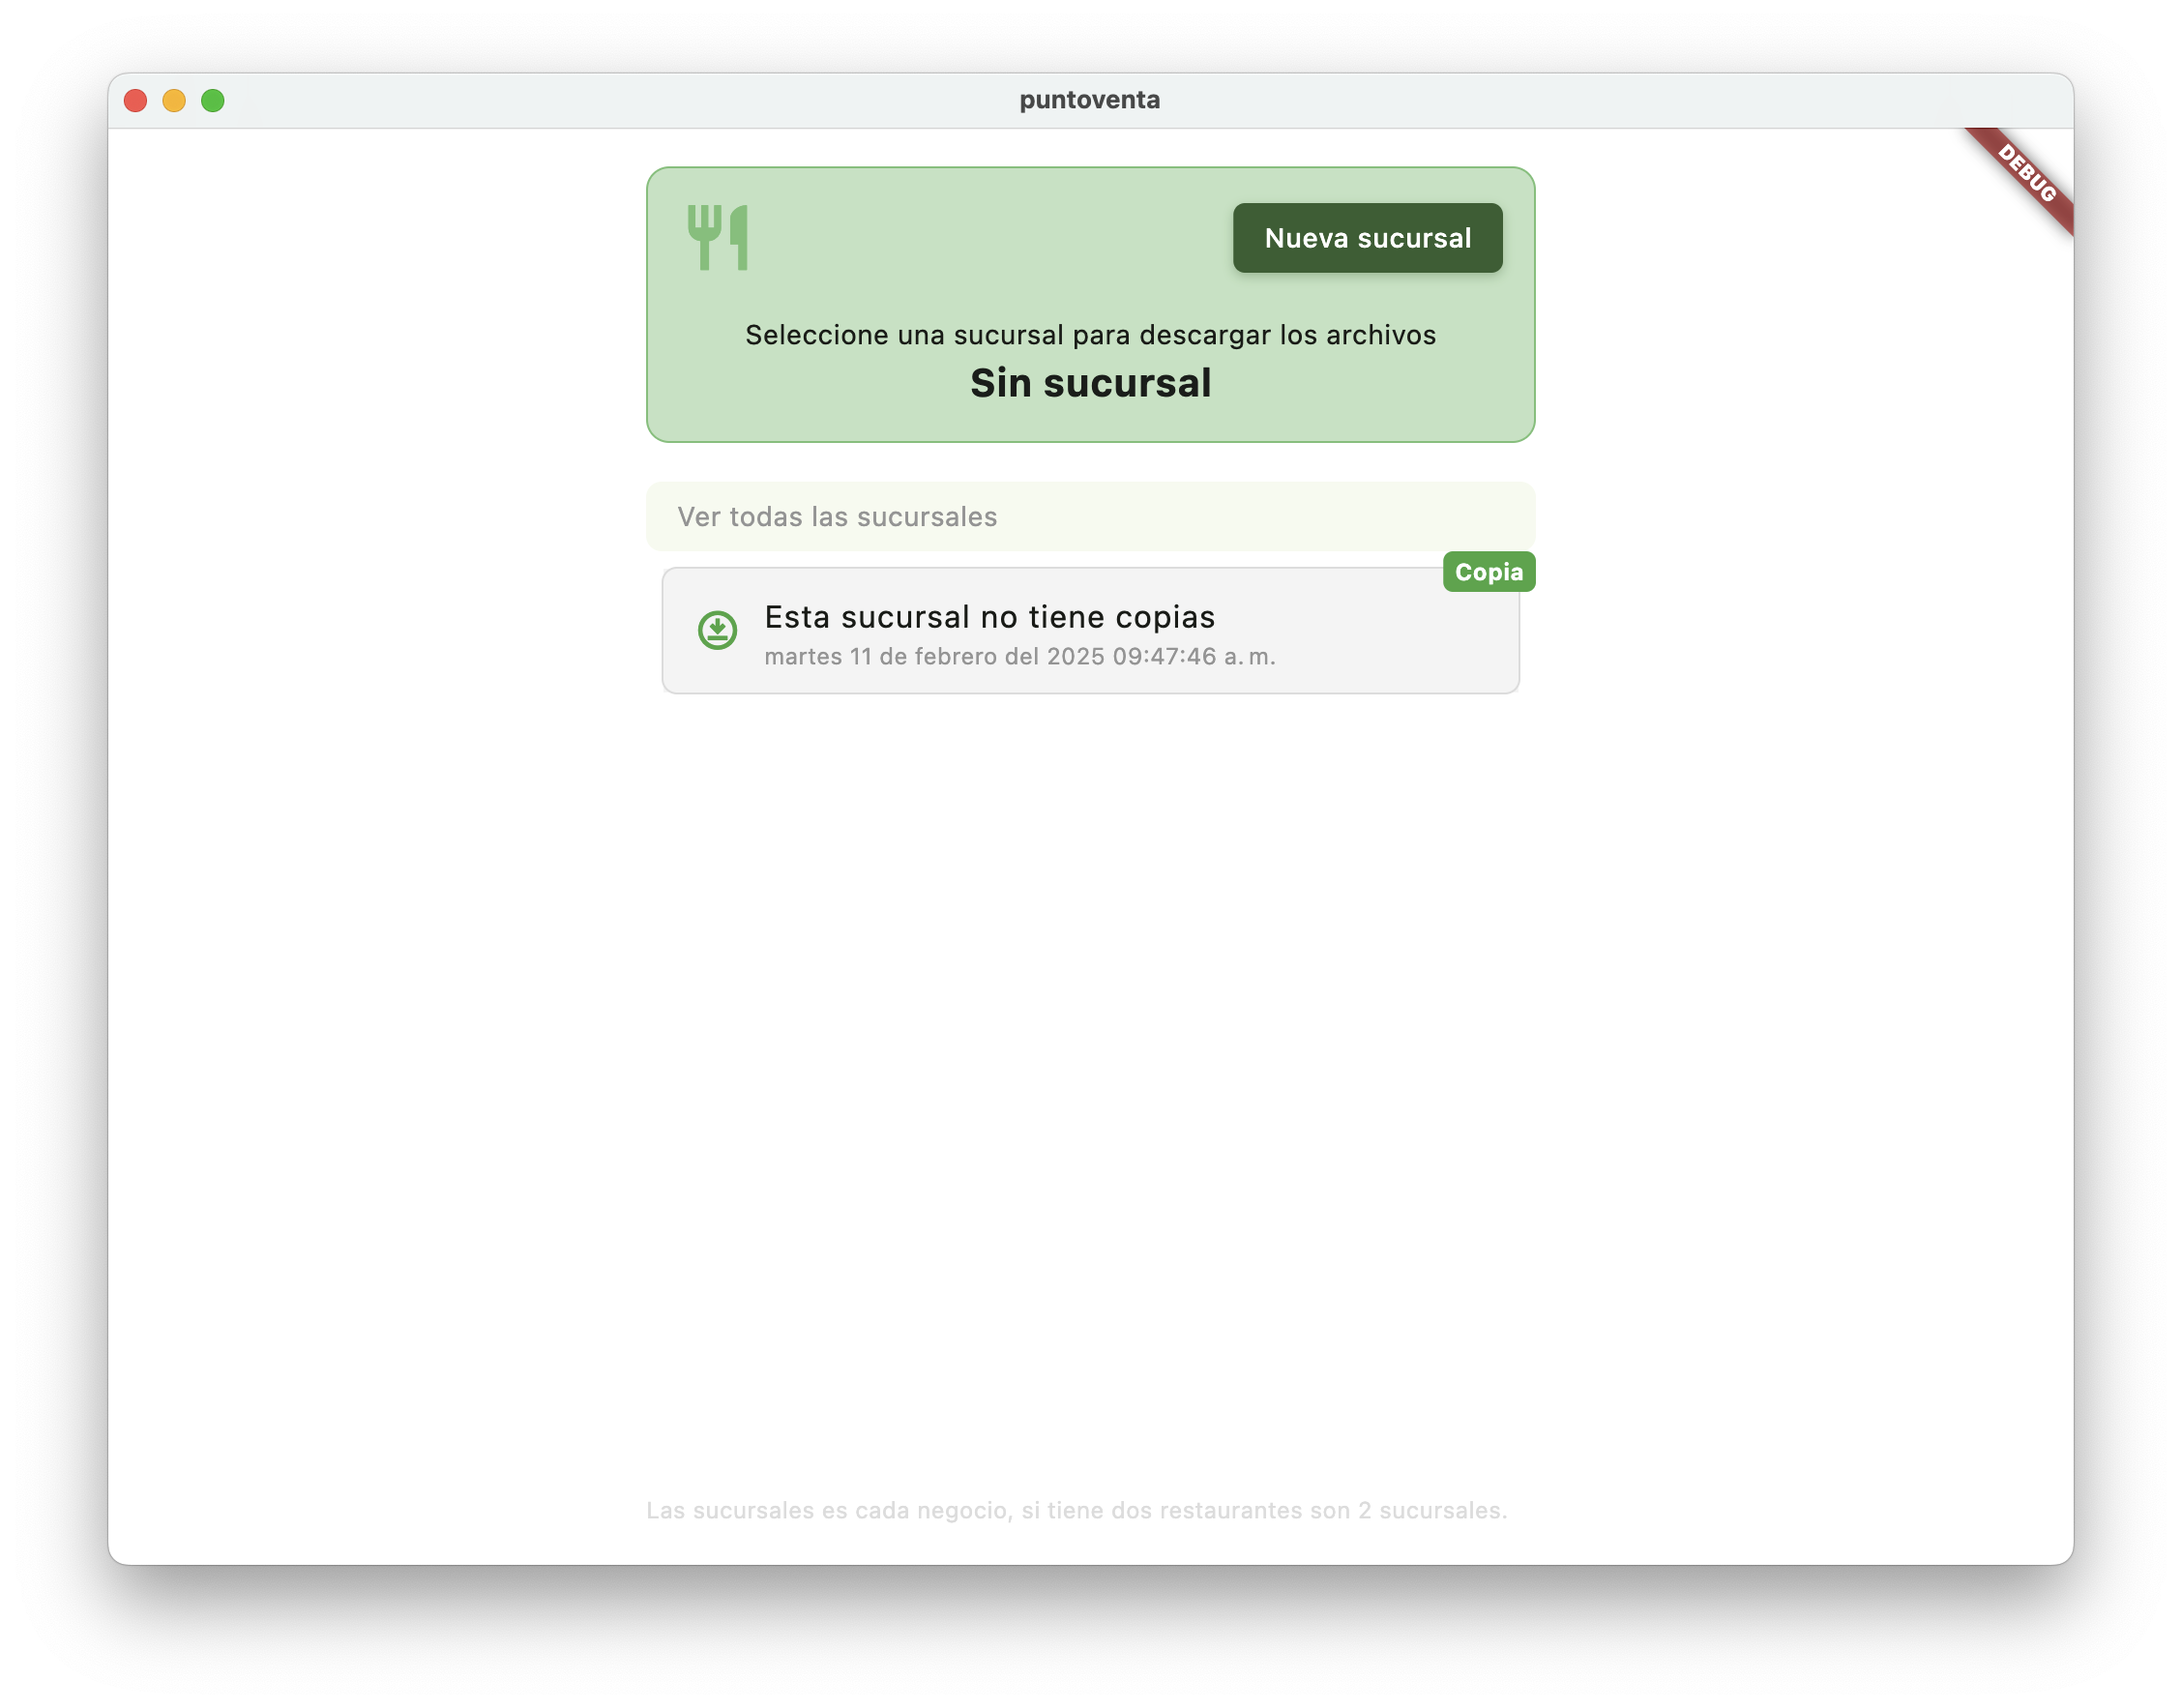 puntoventa
DEBUG
Nueva sucursal
Seleccione una sucursal para descargar los archivos
Sin sucursal
Ver todas las sucursales
Copia
Esta sucursal no tiene copias
martes 11 de febrero del 2025 09:47:46 a. m.
Las sucursales es cada negocio, si tiene dos restaurantes son 2 sucursales.